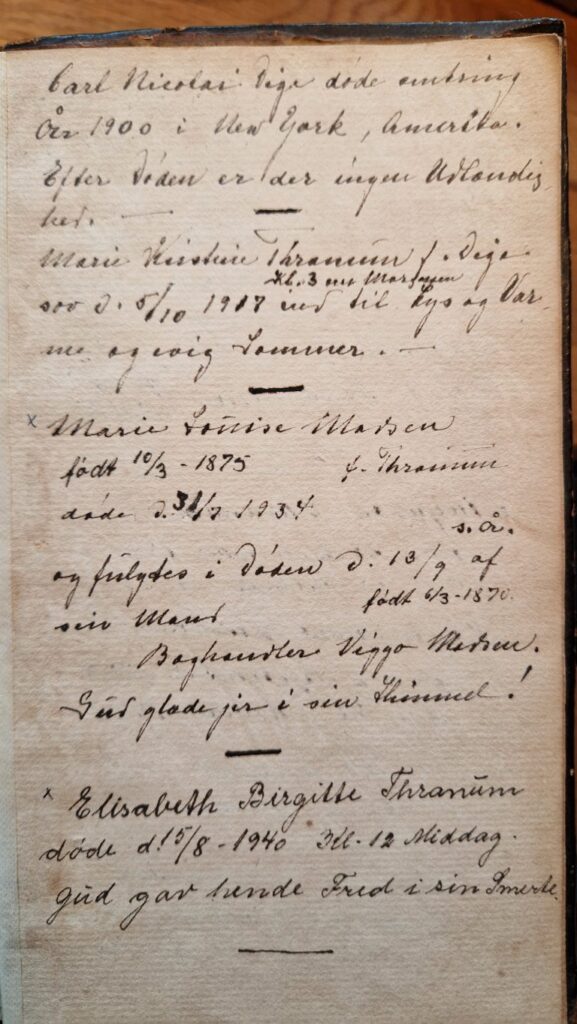 Carl Nicolai Dige døde omtring
År 1900 i New York, Amerika.
Efter Døden er der ingen Udlændig-
hed. —
Marie Kristine Thranum f. Dige
Kl. 3 om Morgenen
sov d. 5/10 1917 ind til Lys og Var-
me og evig Sommer. —
x Marie Louise Madsen
født 10/3 - 1875 f. Thranum
døde d. 31/7 1934
s. å.
og fulgtes i Døden d. 13/9 af
sin Mand født 6/3 - 1870.
Boghandler Viggo Madsen.
Gud glæde jer i sin Himmel!
x Elisabeth Birgitte Thranum
døde d. 15/8 - 1940 Kl. 12 Middag.
Gud gav hende Fred i sin Smerte.